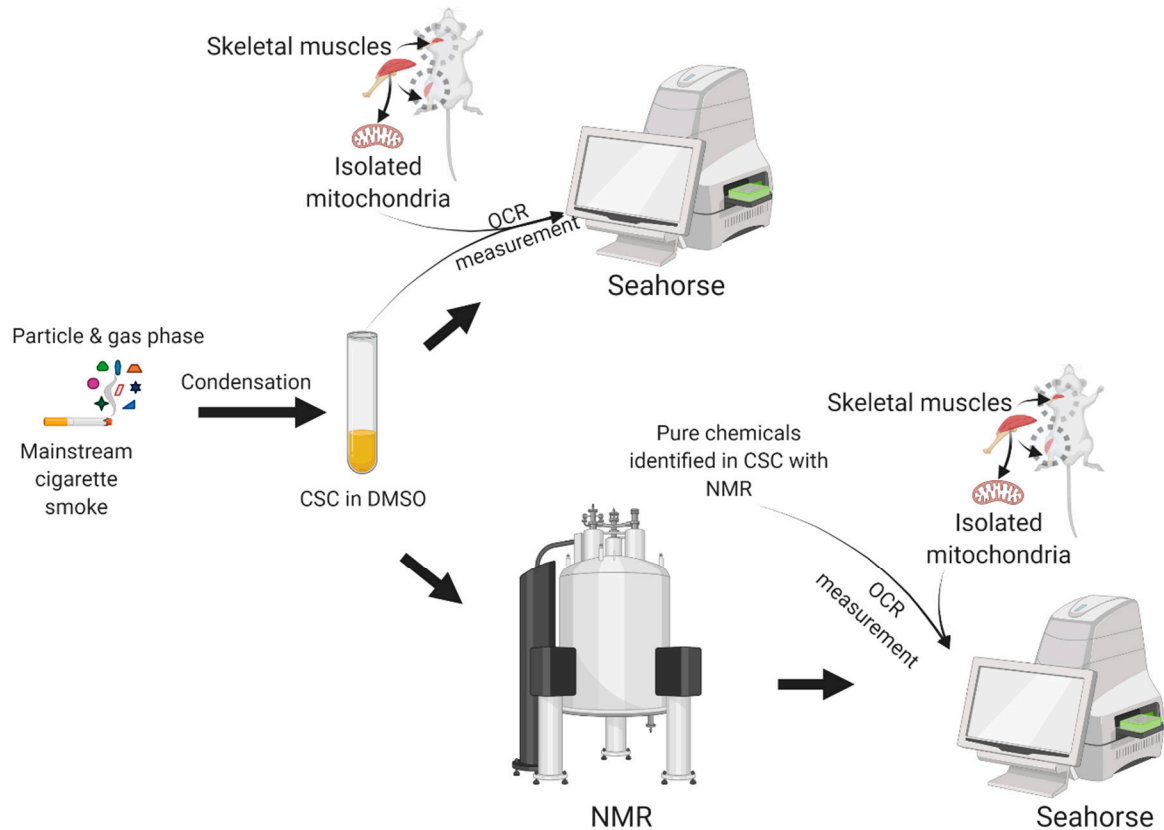 Skeletal muscles
Isolated
mitochondria
OCR
measurement
Seahorse
Particle & gas phase
Condensation
Mainstream
cigarette
smoke
CSC in DMSO
Skeletal muscles
Pure chemicals
identified in CSC with
NMR
Isolated
mitochondria
OCR
measurement
NMR
Seahorse